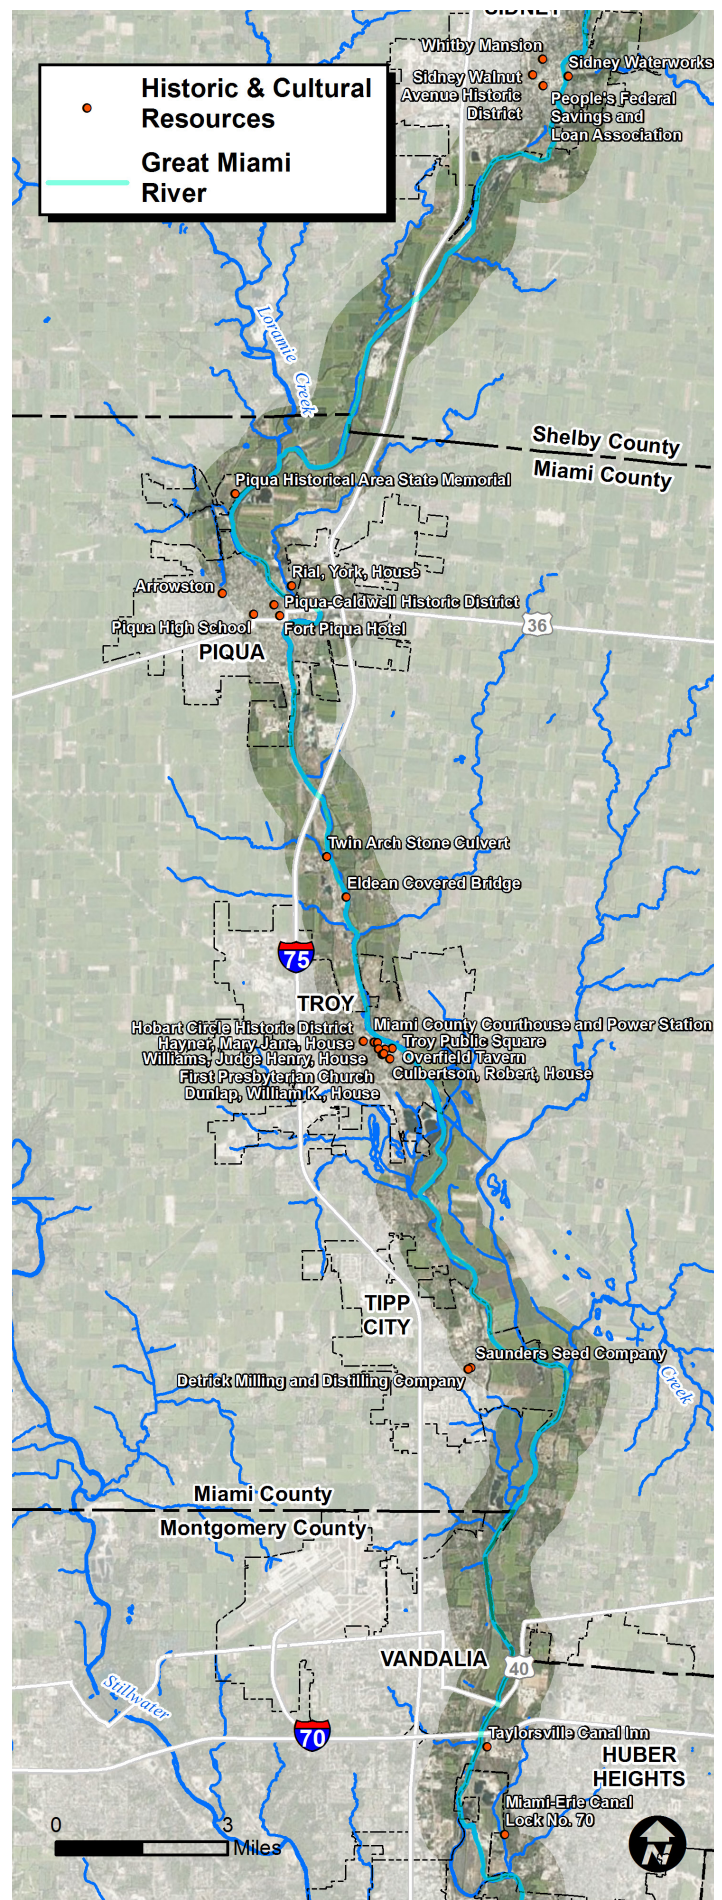 SIDNEY
Whitby Mansion
Sidney Waterworks
Sidney Walnut
Avenue Historic
District
People's Federal
Savings and
Loan Association
Historic & Cultural
Resources
Great Miami
River
Loramie Creek
Shelby County
Miami County
Piqua Historical Area State Memorial
Rial, York, House
Arrowston
Piqua-Caldwell Historic District
Piqua High School
Fort Piqua Hotel
36
PIQUA
Twin Arch Stone Culvert
Eldean Covered Bridge
75
TROY
Hobart Circle Historic District
Hayner, Mary Jane, House
Williams, Judge Henry, House
First Presbyterian Church
Dunlap, William K., House
Miami County Courthouse and Power Station
Troy Public Square
Overfield Tavern
Culbertson, Robert, House
TIPP
CITY
Saunders Seed Company
Detrick Milling and Distilling Company
Creek
Miami County
Montgomery County
VANDALIA
40
Stillwater
70
Taylorsville Canal Inn
HUBER
HEIGHTS
Miami-Erie Canal
Lock No. 70
0 3
Miles
N